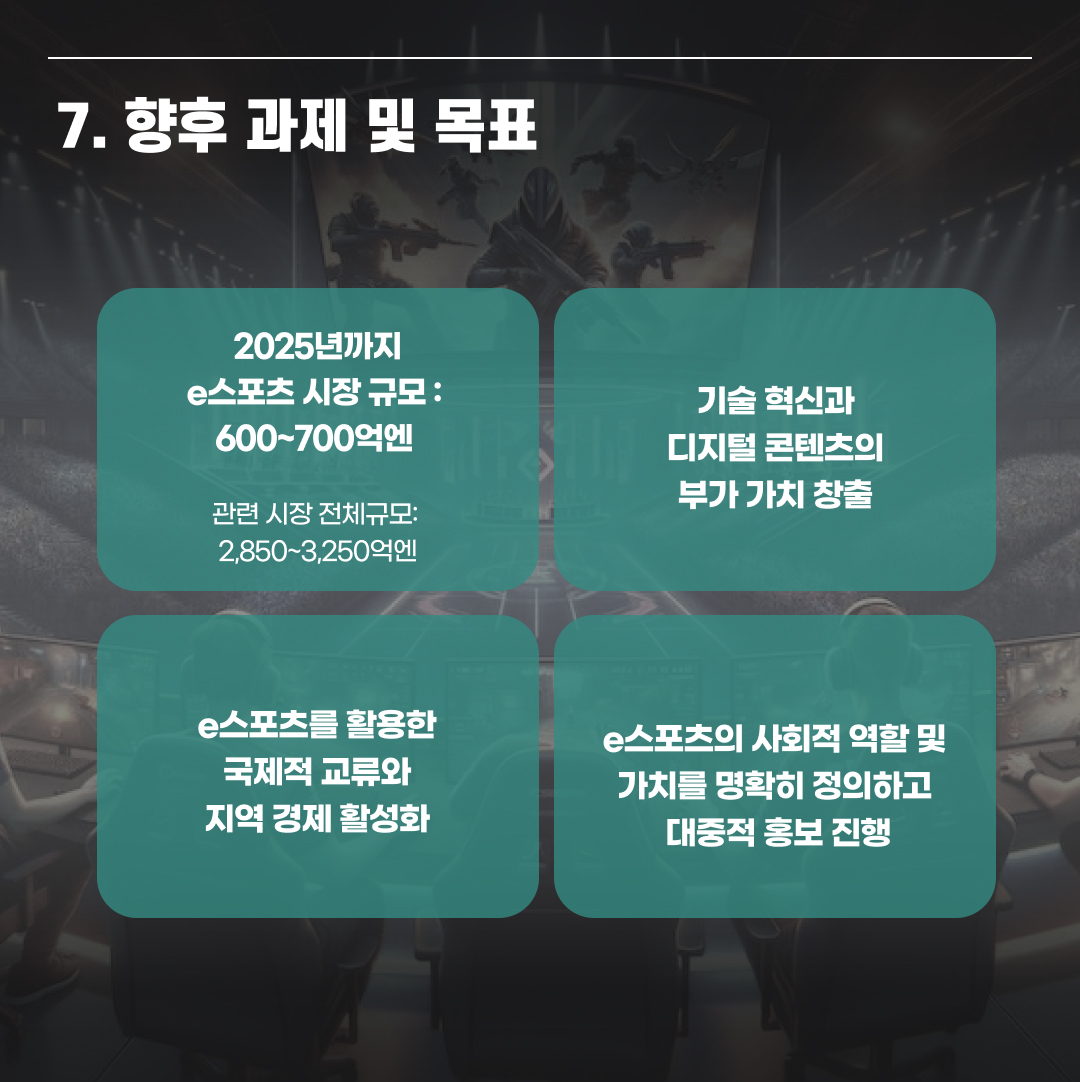 7. 향후 과제 및 목표
2025년까지
e스포츠 시장 규모 :
600~700억엔
관련 시장 전체규모:
2,850~3,250억엔
기술 혁신과
디지털 콘텐츠의
부가 가치 창출
e스포츠를 활용한
국제적 교류와
지역 경제 활성화
e스포츠의 사회적 역할 및
가치를 명확히 정의하고
대중적 홍보 진행